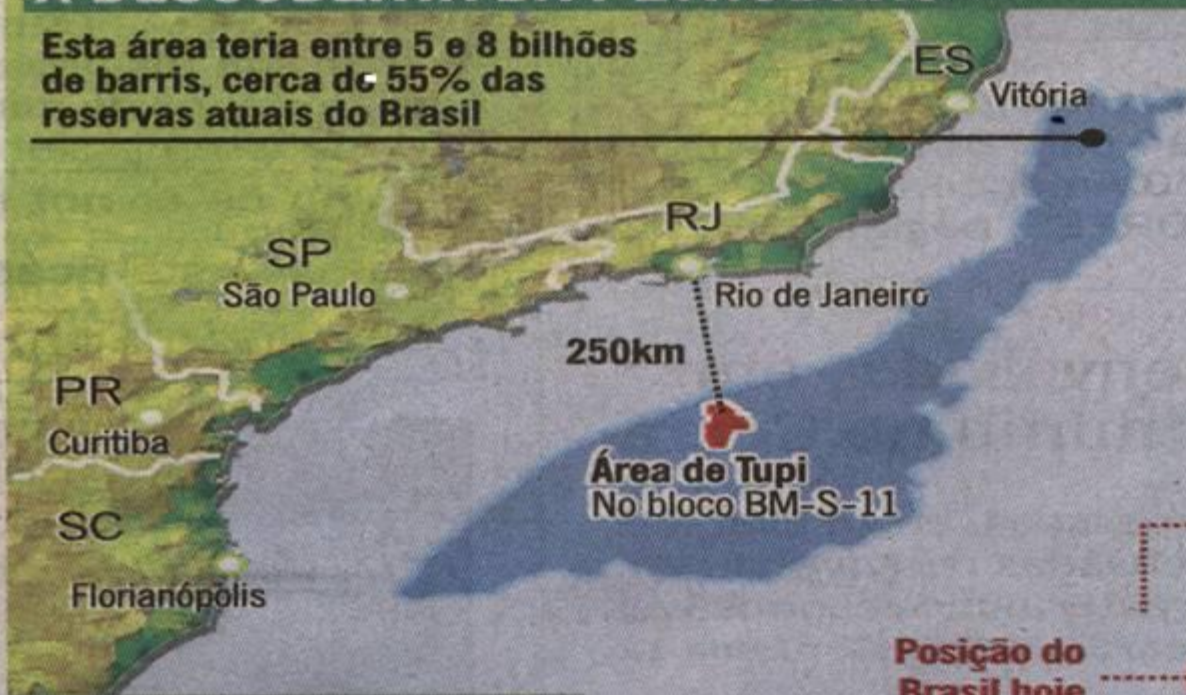 Esta área teria entre 5 e 8 bilhões
de barris, cerca de 55% das
reservas atuais do Brasil
ES
Vitória
RJ
Rio de Janeiro
SP
São Paulo
250km
PR
Curitiba
Área de Tupi
No bloco BM-S-11
SC
Florianópolis
Posição do
Brasil hoje